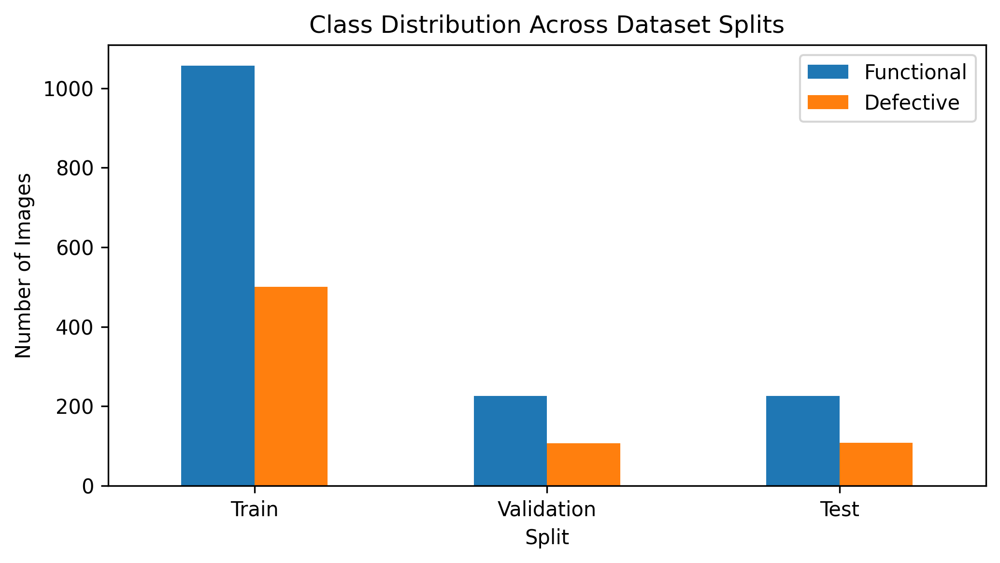 Class Distribution Across Dataset Splits
Functional
Defective
Number of Images
1000
800
600
400
200
0
Train
Validation
Test
Split